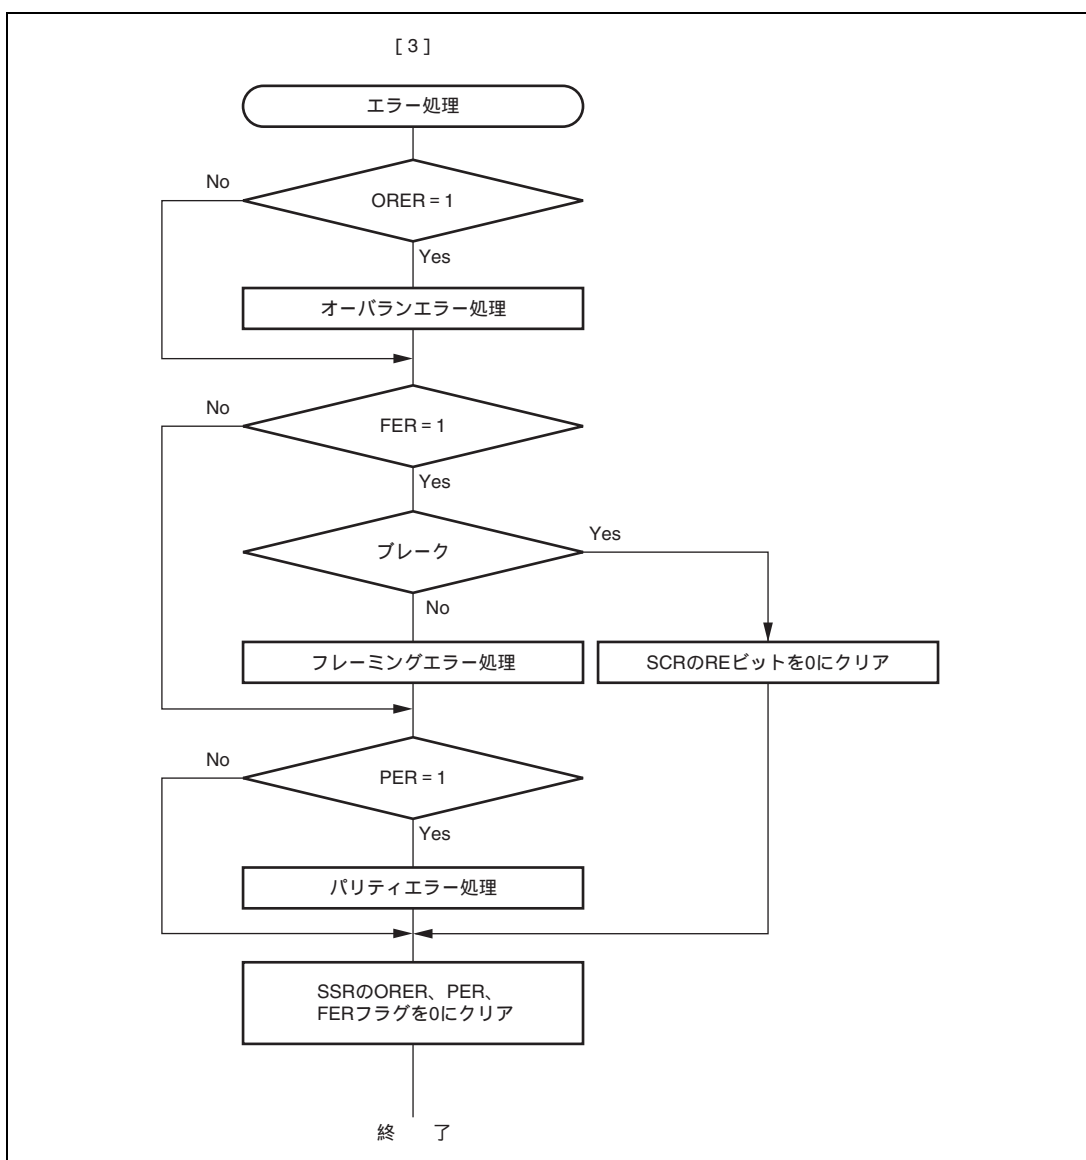 [ 3 ]
エラー処理
No
ORER = 1
Yes
オーバランエラー処理
No
FER = 1
Yes
ブレーク
Yes
No
フレーミングエラー処理
SCRのREビットを0にクリア
No
PER = 1
Yes
パリティエラー処理
SSRのORER、PER、
FERフラグを0にクリア
終 了